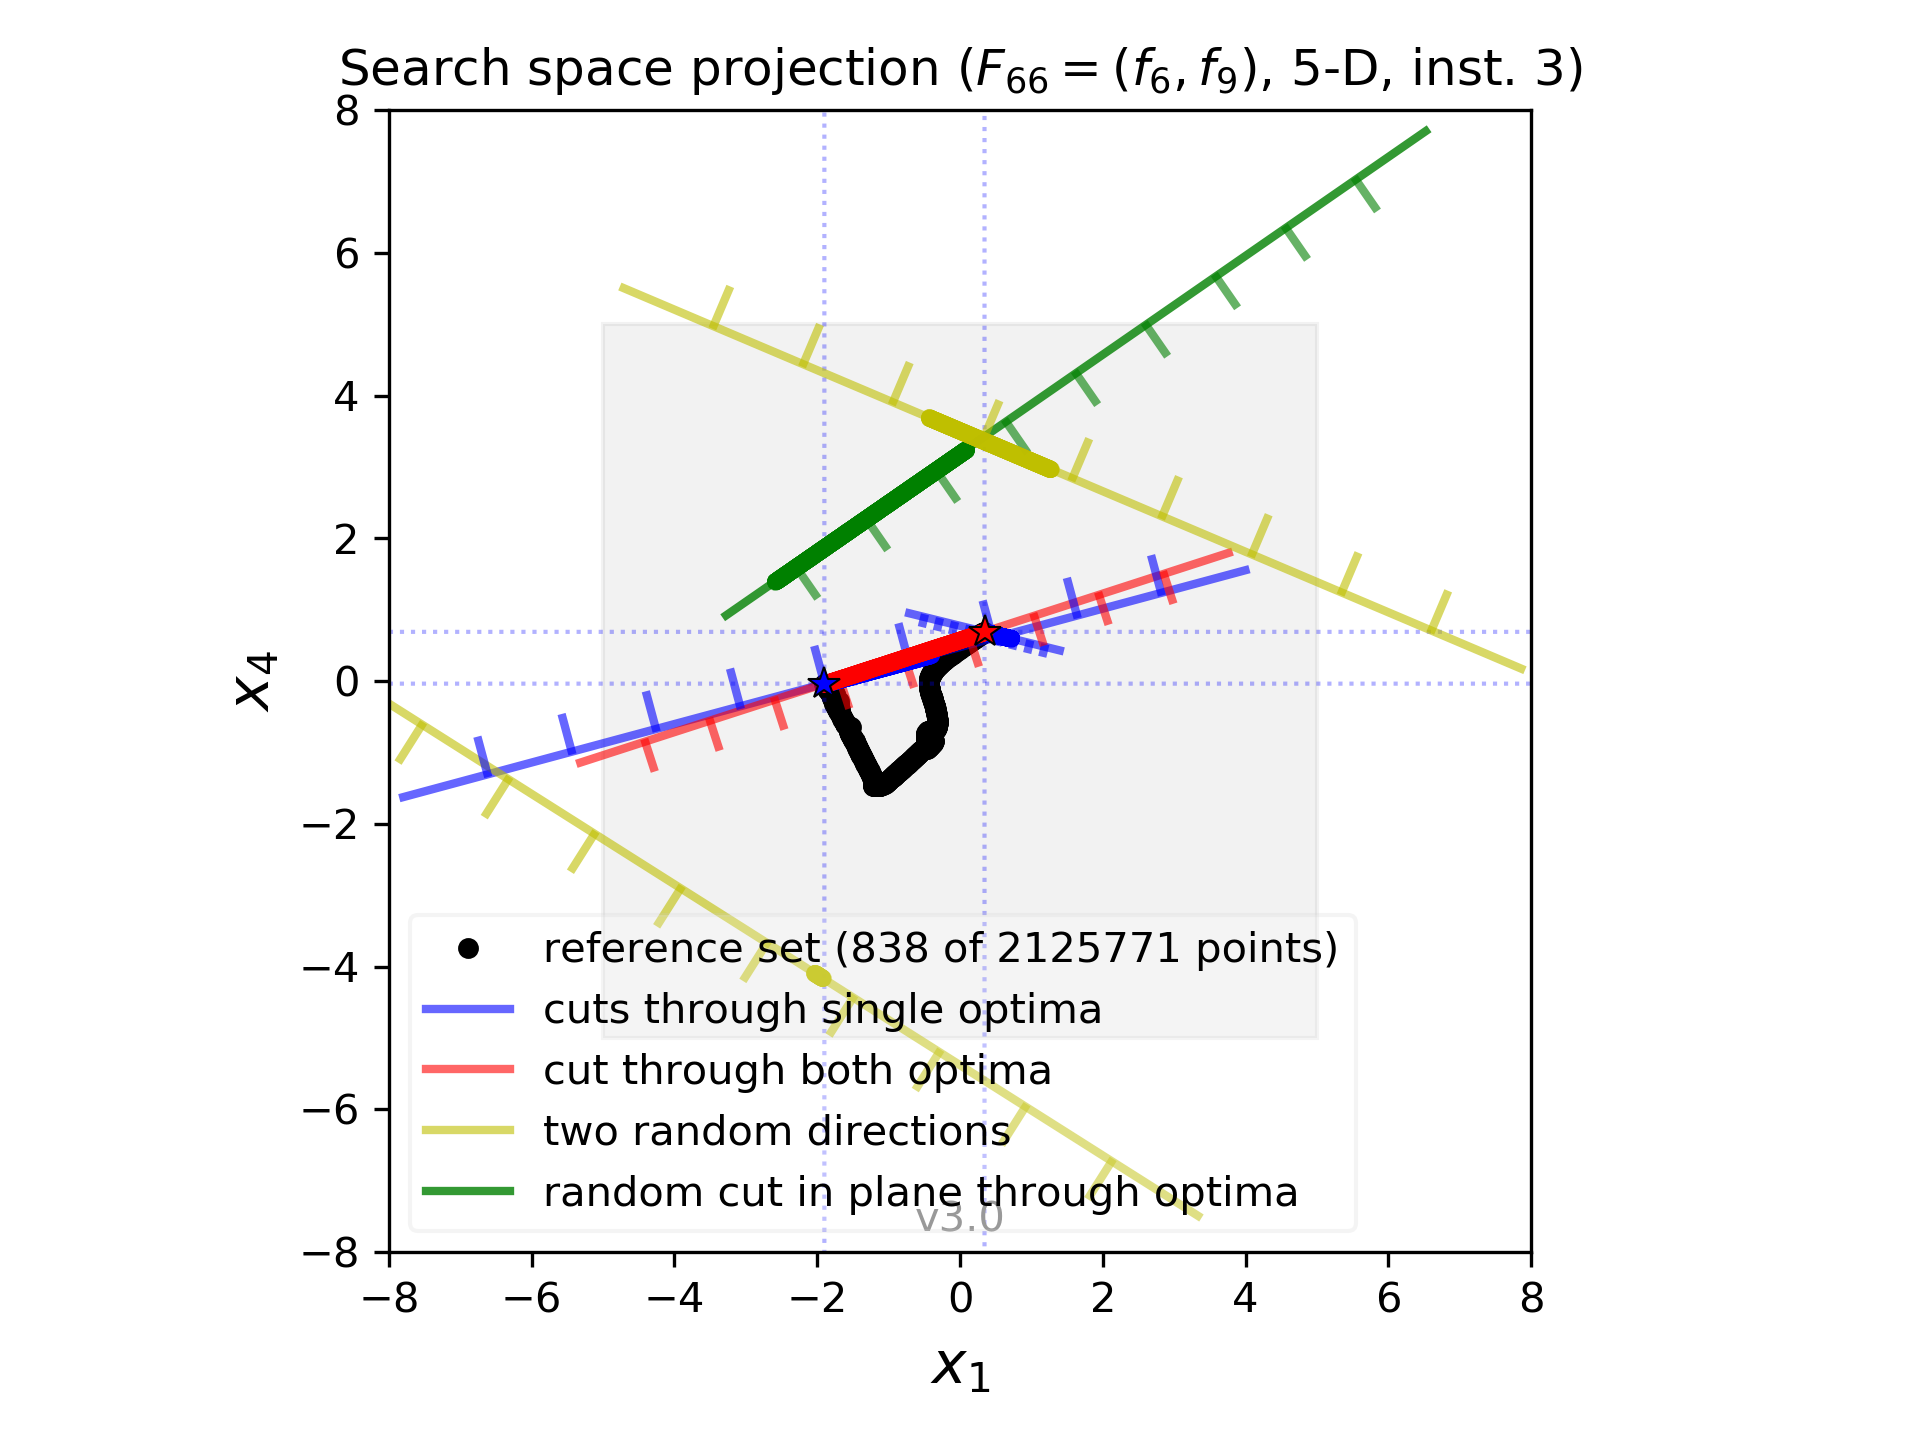 Search space projection (F66 = (f6, f9), 5-D, inst. 3)
8
6
4
2
0
−2
−4
−6
−8
x4
reference set (838 of 2125771 points)
cuts through single optima
cut through both optima
two random directions
random cut in plane through optima
v3.0
−8 −6 −4 −2 0 2 4 6 8
x1